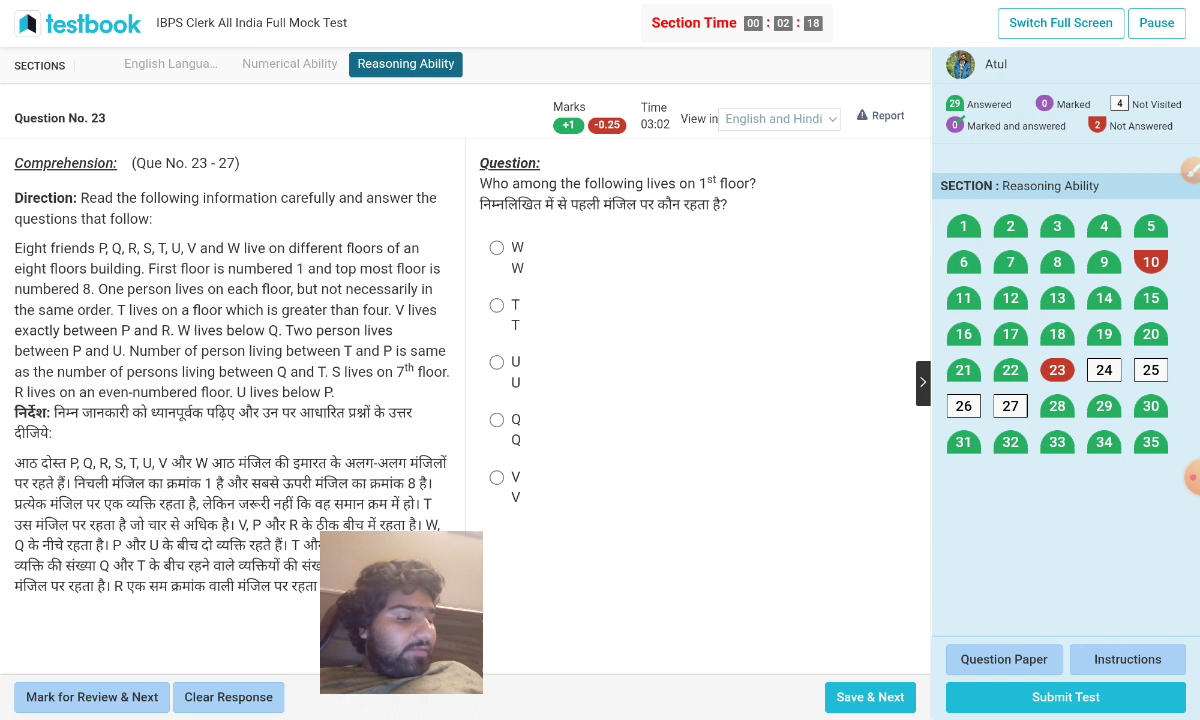 testbook
IBPS Clerk All India Full Mock Test
Section Time 00 : 02 : 18
Switch Full Screen
Pause
SECTIONS
English Langua...
Numerical Ability
Reasoning Ability
Atul
29 Answered
0 Marked
4 Not Visited
0 Marked and answered
2 Not Answered
Question No. 23
Marks
+1 -0.25
Time
03:02
View in English and Hindi
Report
Comprehension: (Que No. 23 - 27)
Direction: Read the following information carefully and answer the
questions that follow:
Eight friends P, Q, R, S, T, U, V and W live on different floors of an
eight floors building. First floor is numbered 1 and top most floor is
numbered 8. One person lives on each floor, but not necessarily in
the same order. T lives on a floor which is greater than four. V lives
exactly between P and R. W lives below Q. Two person lives
between P and U. Number of person living between T and P is same
as the number of persons living between Q and T. S lives on 7th floor.
R lives on an even-numbered floor. U lives below P.
निर्देश: निम्न जानकारी को ध्यानपूर्वक पढ़िए और उन पर आधारित प्रश्नों के उत्तर
दीजिये:
आठ दोस्त P, Q, R, S, T, U, V और W आठ मंजिल की इमारत के अलग-अलग मंजिलों
पर रहते हैं। निचली मंजिल का क्रमांक 1 है और सबसे ऊपरी मंजिल का क्रमांक 8 है।
प्रत्येक मंजिल पर एक व्यक्ति रहता है, लेकिन जरूरी नहीं कि वह समान क्रम में हो। T
उस मंजिल पर रहता है जो चार से अधिक है। V, P और R के ठीक बीच में रहता है। W,
Q के नीचे रहता है। P और U के बीच दो व्यक्ति रहते हैं। T
व्यक्ति की संख्या Q और T के बीच रहने वाले व्यक्तियों की
मंजिल पर रहता है। R एक सम क्रमांक वाली मंजिल पर रहता
Question:
Who among the following lives on 1st floor?
निम्नलिखित में से पहली मंजिल पर कौन रहता है?
W
W
T
T
U
U
Q
Q
V
V
SECTION : Reasoning Ability
1 2 3 4 5
6 7 8 9 10
11 12 13 14 15
16 17 18 19 20
21 22 23 24 25
26 27 28 29 30
31 32 33 34 35
Question Paper
Instructions
Mark for Review & Next
Clear Response
Save & Next
Submit Test